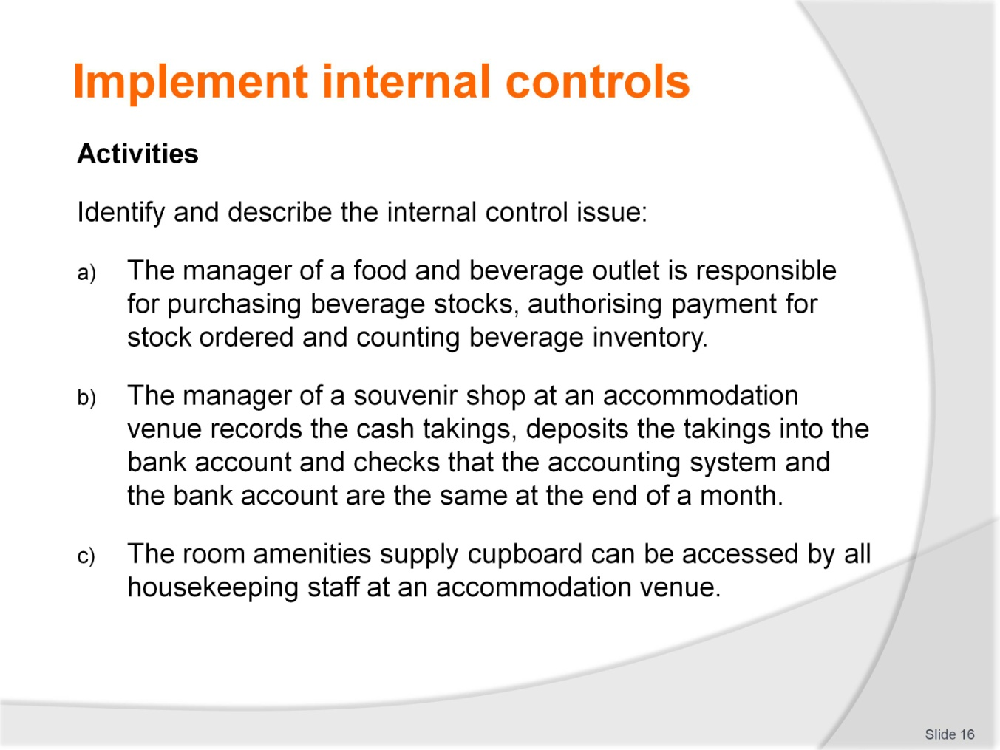 Implement internal controls
Activities
Identify and describe the internal control issue:
a) The manager of a food and beverage outlet is responsible
for purchasing beverage stocks, authorising payment for
stock ordered and counting beverage inventory.
b) The manager of a souvenir shop at an accommodation
venue records the cash takings, deposits the takings into the
bank account and checks that the accounting system and
the bank account are the same at the end of a month.
c) The room amenities supply cupboard can be accessed by all
housekeeping staff at an accommodation venue.
Slide 16